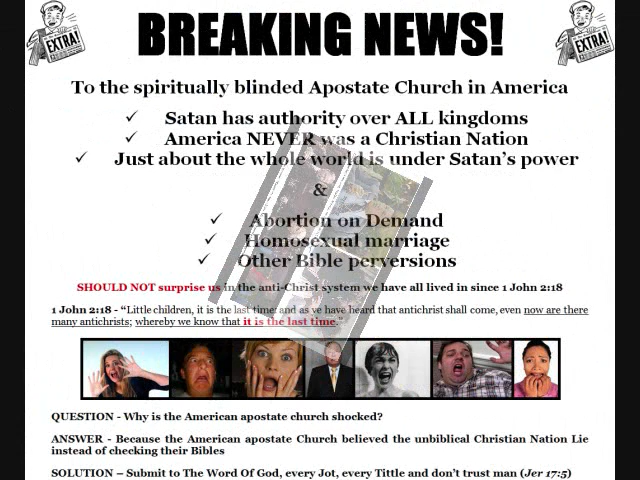 EXTRA!
BREAKING NEWS!
EXTRA!
To the spiritually blinded Apostate Church in America
✓ Satan has authority over ALL kingdoms
✓ America NEVER was a Christian Nation
✓ Just about the whole world is under Satan's power
&
✓ Abortion on Demand
✓ Homosexual marriage
✓ Other Bible perversions
SHOULD NOT surprise us in the anti-Christ system we have all lived in since 1 John 2:18
1 John 2:18 - “Little children, it is the last time: and as ye have heard that antichrist shall come, even now are there
many antichrists; whereby we know that it is the last time.”
QUESTION - Why is the American apostate church shocked?
ANSWER - Because the American apostate Church believed the unbiblical Christian Nation Lie
instead of checking their Bibles
SOLUTION – Submit to The Word Of God, every Jot, every Tittle and don't trust man (Jer 17:5)